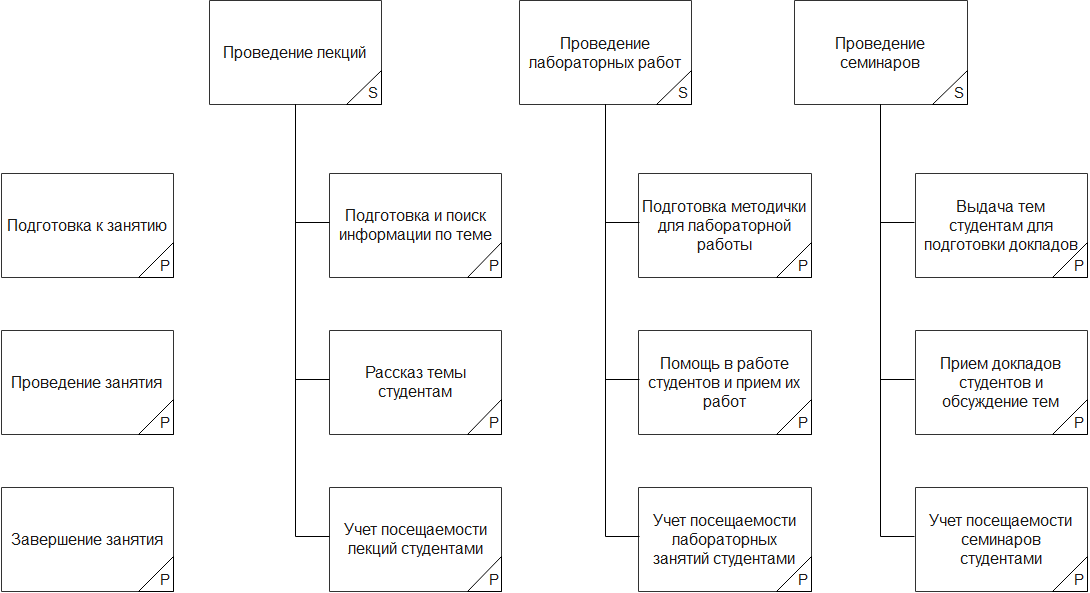 Проведение лекций
S
Проведение
лабораторных работ
S
Проведение
семинаров
S
Подготовка к занятию
P
Подготовка и поиск
информации по теме
P
Подготовка методички
для лабораторной
работы
P
Выдача тем
студентам для
подготовки докладов
P
Проведение занятия
P
Рассказ темы
студентам
P
Помощь в работе
студентов и прием их
работ
P
Прием докладов
студентов и
обсуждение тем
P
Завершение занятия
P
Учет посещаемости
лекций студентами
P
Учет посещаемости
лабораторных
занятий студентами
P
Учет посещаемости
семинаров
студентами
P